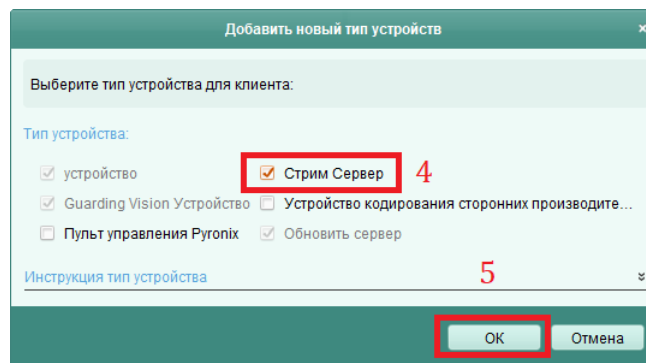 Добавить новый тип устройств ×
Выберите тип устройства для клиента:
Тип устройства:
устройство Стрим Сервер 4
Guarding Vision Устройство Устройство кодирования сторонних производите...
Пульт управления Pyronix Обновить сервер
Инструкция тип устройства 5
OK Отмена